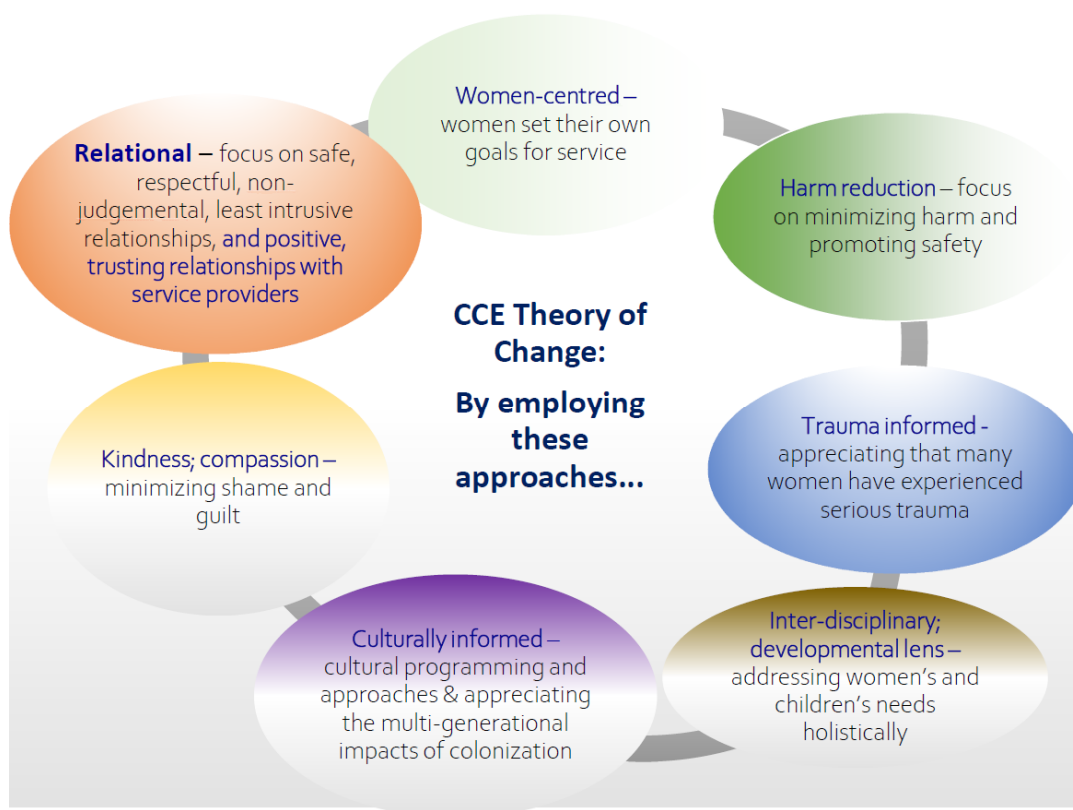 Women-centred –
women set their own
goals for service
Relational – focus on safe,
respectful, non-
judgemental, least intrusive
relationships, and positive,
trusting relationships with
service providers
Harm reduction – focus
on minimizing harm and
promoting safety
CCE Theory of
Change:
By employing
these
approaches...
Trauma informed -
appreciating that many
women have experienced
serious trauma
Kindness; compassion –
minimizing shame and
guilt
Inter-disciplinary;
developmental lens –
addressing women’s and
children’s needs
holistically
Culturally informed –
cultural programming and
approaches & appreciating
the multi-generational
impacts of colonization